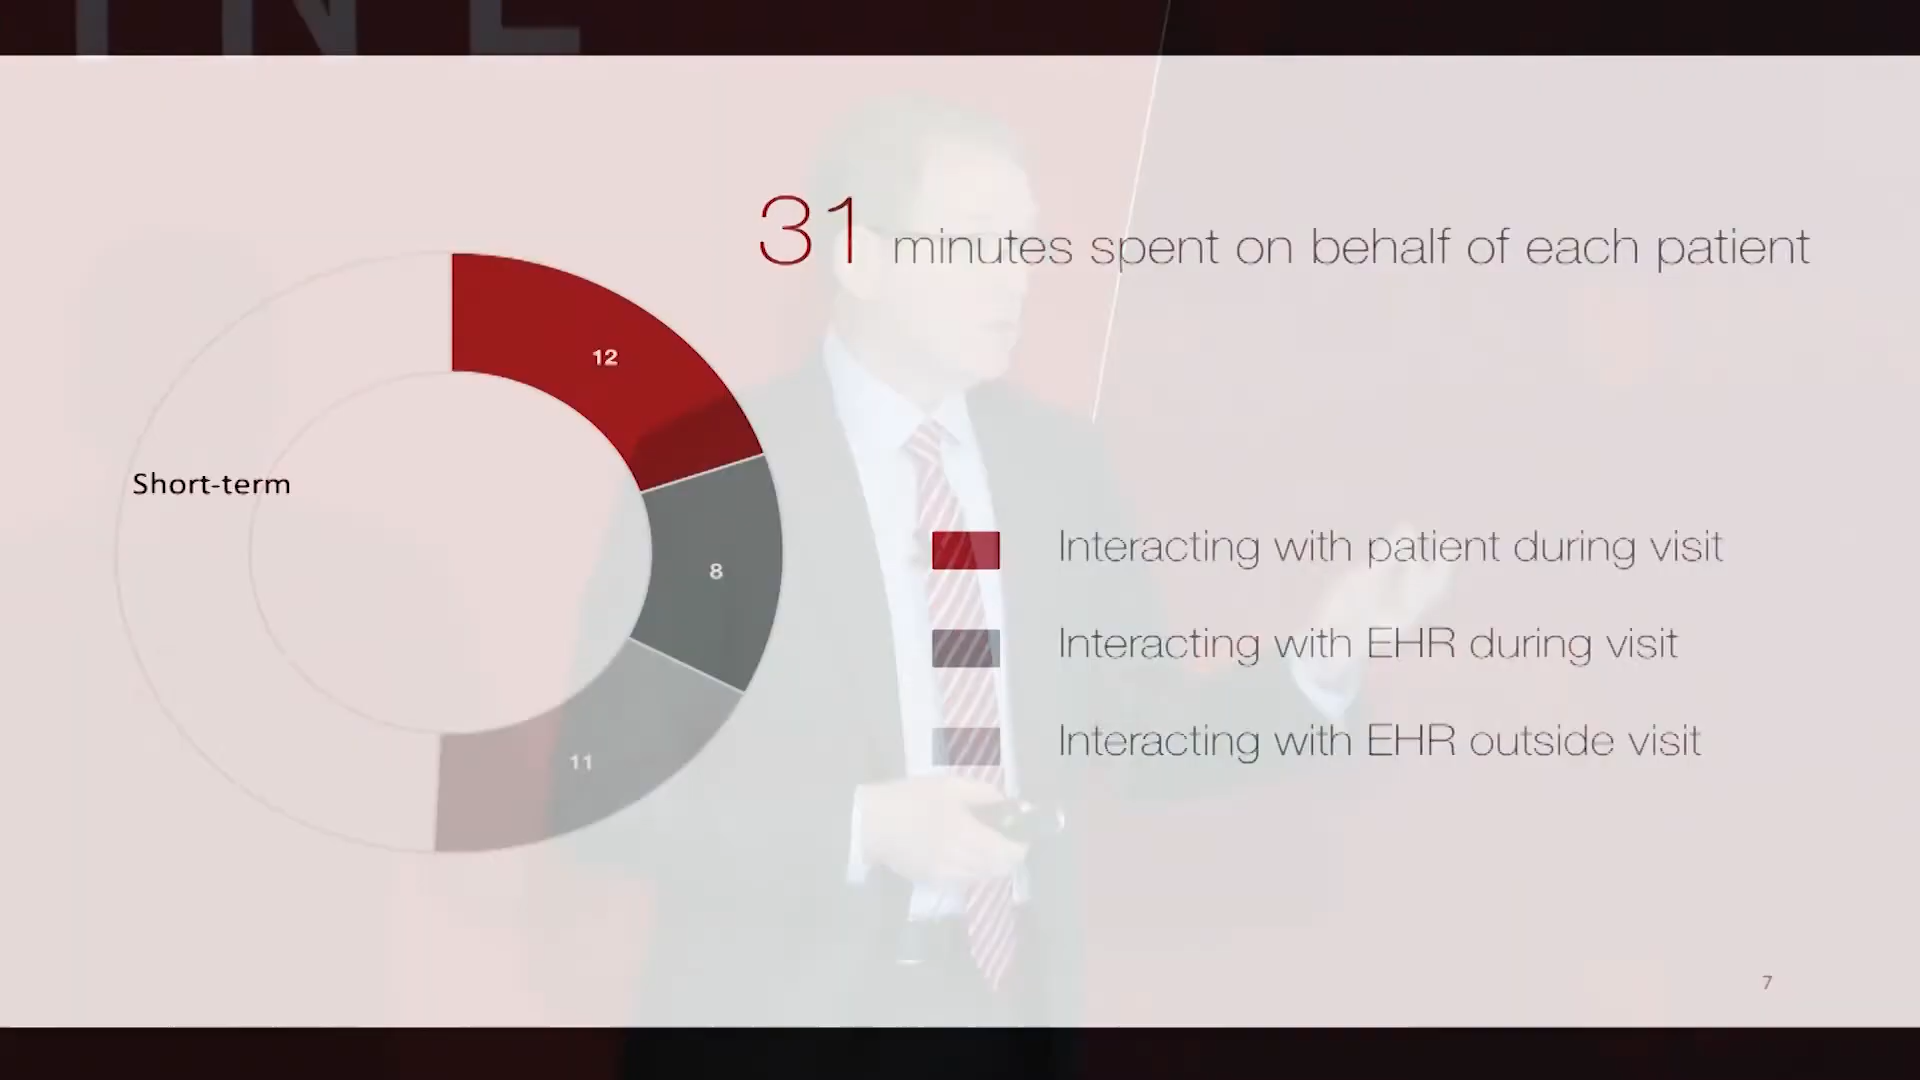 INE
31 minutes spent on behalf of each patient
12
Short-term
8
11
Interacting with patient during visit
Interacting with EHR during visit
Interacting with EHR outside visit
7